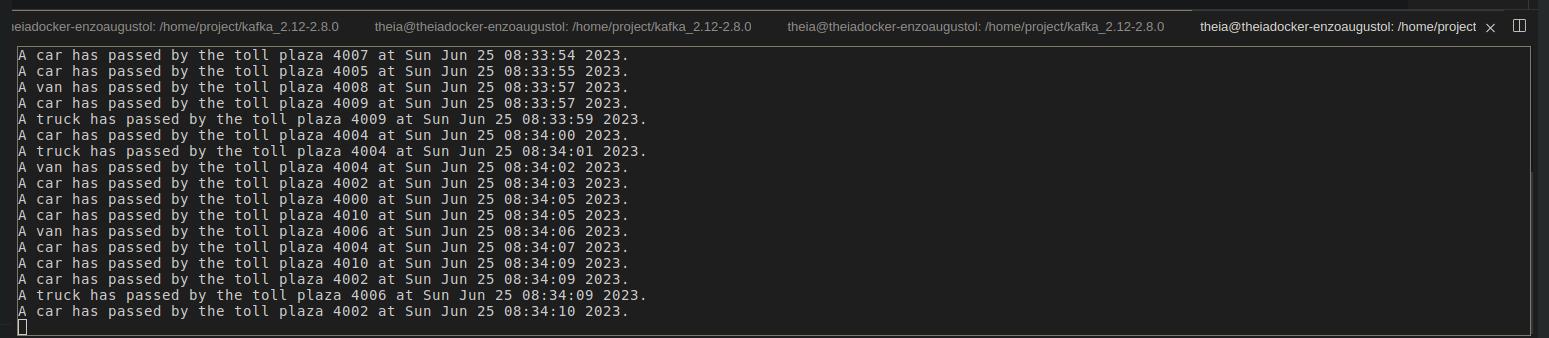 eiadocker-enzoaugustol: /home/project/kafka_2.12-2.8.0 theia@theiadocker-enzoaugustol: /home/project/kafka_2.12-2.8.0 theia@theiadocker-enzoaugustol: /home/project/kafka_2.12-2.8.0 theia@theiadocker-enzoaugustol: /home/project
A car has passed by the toll plaza 4007 at Sun Jun 25 08:33:54 2023.
A car has passed by the toll plaza 4005 at Sun Jun 25 08:33:55 2023.
A van has passed by the toll plaza 4008 at Sun Jun 25 08:33:57 2023.
A car has passed by the toll plaza 4009 at Sun Jun 25 08:33:57 2023.
A truck has passed by the toll plaza 4009 at Sun Jun 25 08:33:59 2023.
A car has passed by the toll plaza 4004 at Sun Jun 25 08:34:00 2023.
A truck has passed by the toll plaza 4004 at Sun Jun 25 08:34:01 2023.
A van has passed by the toll plaza 4004 at Sun Jun 25 08:34:02 2023.
A car has passed by the toll plaza 4002 at Sun Jun 25 08:34:03 2023.
A car has passed by the toll plaza 4000 at Sun Jun 25 08:34:05 2023.
A car has passed by the toll plaza 4010 at Sun Jun 25 08:34:05 2023.
A van has passed by the toll plaza 4006 at Sun Jun 25 08:34:06 2023.
A car has passed by the toll plaza 4004 at Sun Jun 25 08:34:07 2023.
A car has passed by the toll plaza 4010 at Sun Jun 25 08:34:09 2023.
A car has passed by the toll plaza 4002 at Sun Jun 25 08:34:09 2023.
A truck has passed by the toll plaza 4006 at Sun Jun 25 08:34:09 2023.
A car has passed by the toll plaza 4002 at Sun Jun 25 08:34:10 2023.